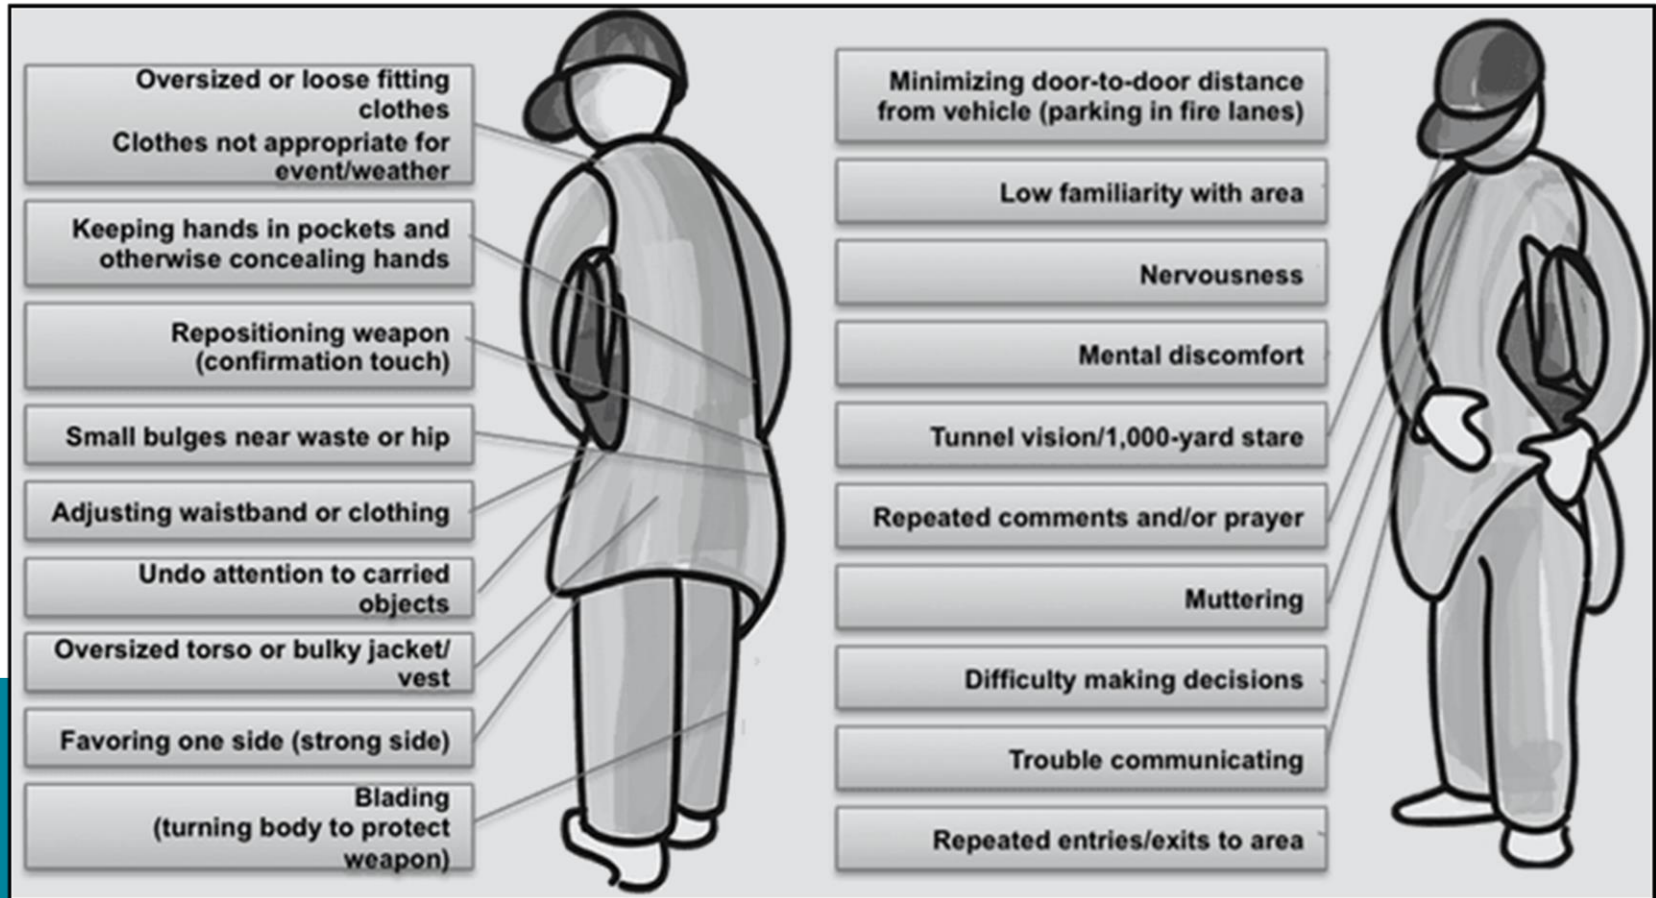 Oversized or loose fitting
clothes
Clothes not appropriate for
event/weather
Keeping hands in pockets and
otherwise concealing hands
Repositioning weapon
(confirmation touch)
Small bulges near waste or hip
Adjusting waistband or clothing
Undo attention to carried
objects
Oversized torso or bulky jacket/
vest
Favoring one side (strong side)
Blading
(turning body to protect
weapon)
Minimizing door-to-door distance
from vehicle (parking in fire lanes)
Low familiarity with area
Nervousness
Mental discomfort
Tunnel vision/1,000-yard stare
Repeated comments and/or prayer
Muttering
Difficulty making decisions
Trouble communicating
Repeated entries/exits to area